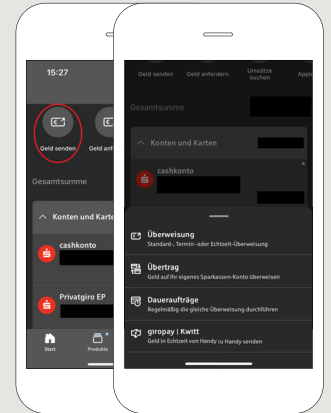 15:27
Geld senden
Geld anf
Gesamtsumme
Konten und Karte
cashkonto
Privatgiro EP
Start
Produkte
Geld senden
Geld anfordern
Umsätze
suchen
Apple
Gesamtsumme
Konten und Karten
cashkonto
Überweisung
Standard-, Termin- oder Echtzeit-Überweisung
Übertrag
Geld auf Ihr eigenes Sparkassen-Konto überweisen
Daueraufträge
Regelmäßig die gleiche Überweisung durchführen
giropay | Kwitt
Geld in Echtzeit von Handy zu Handy senden